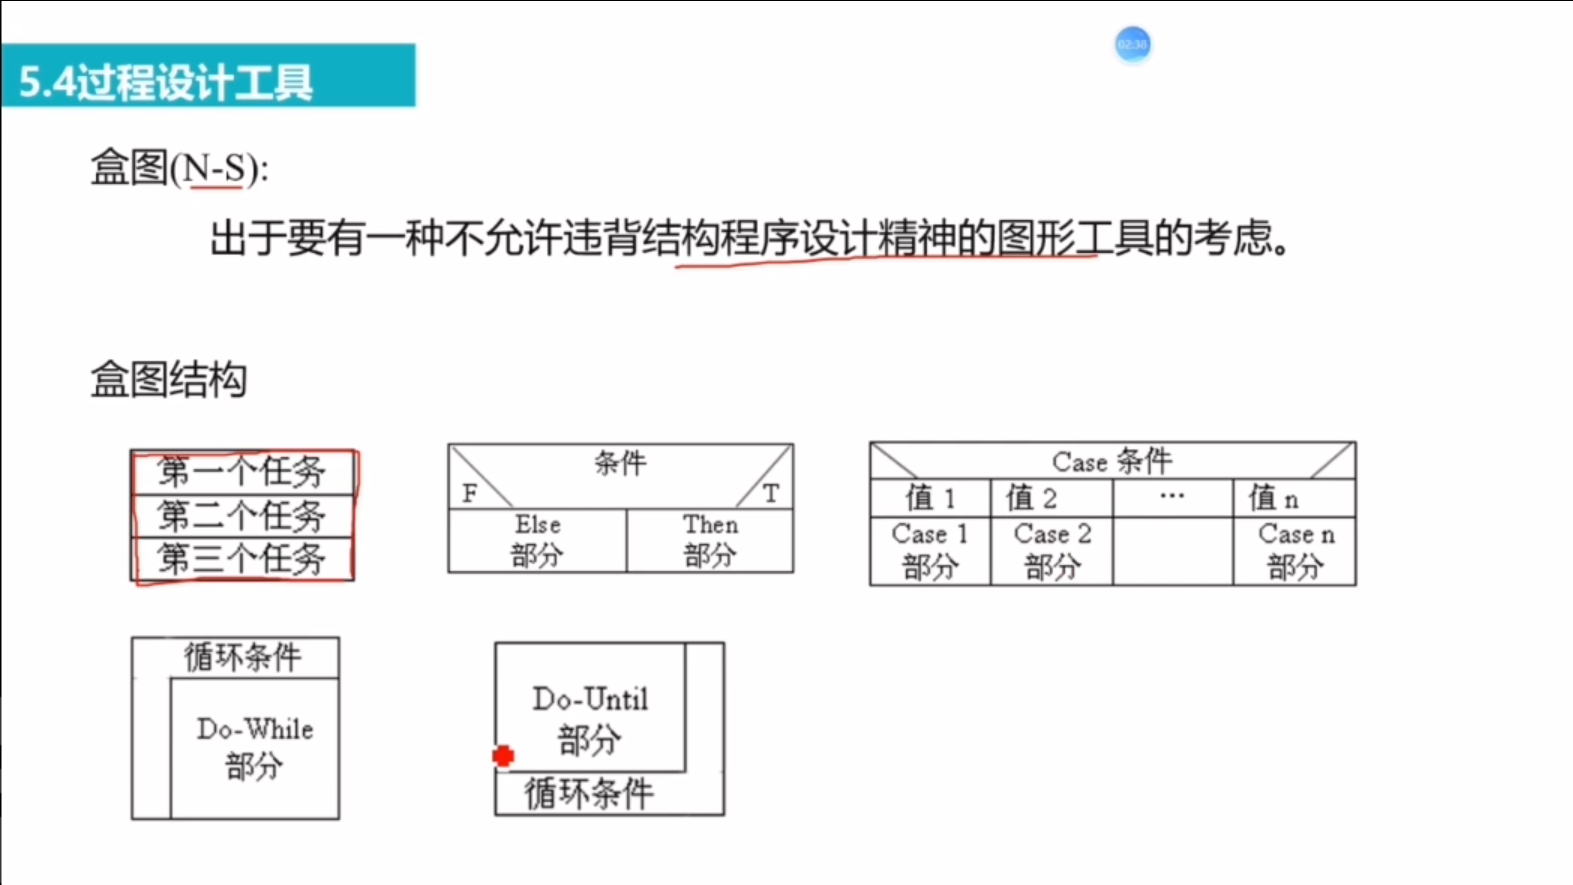 02:38
5.4过程设计工具
盒图(N-S):
出于要有一种不允许违背结构程序设计精神的图形工具的考虑。
盒图结构
第一个任务
第二个任务
第三个任务
条件
F
T
Else
部分
Then
部分
Case 条件
值 1
值 2
…
值 n
Case 1
部分
Case 2
部分
Case n
部分
循环条件
Do-While
部分
Do-Until
部分
循环条件